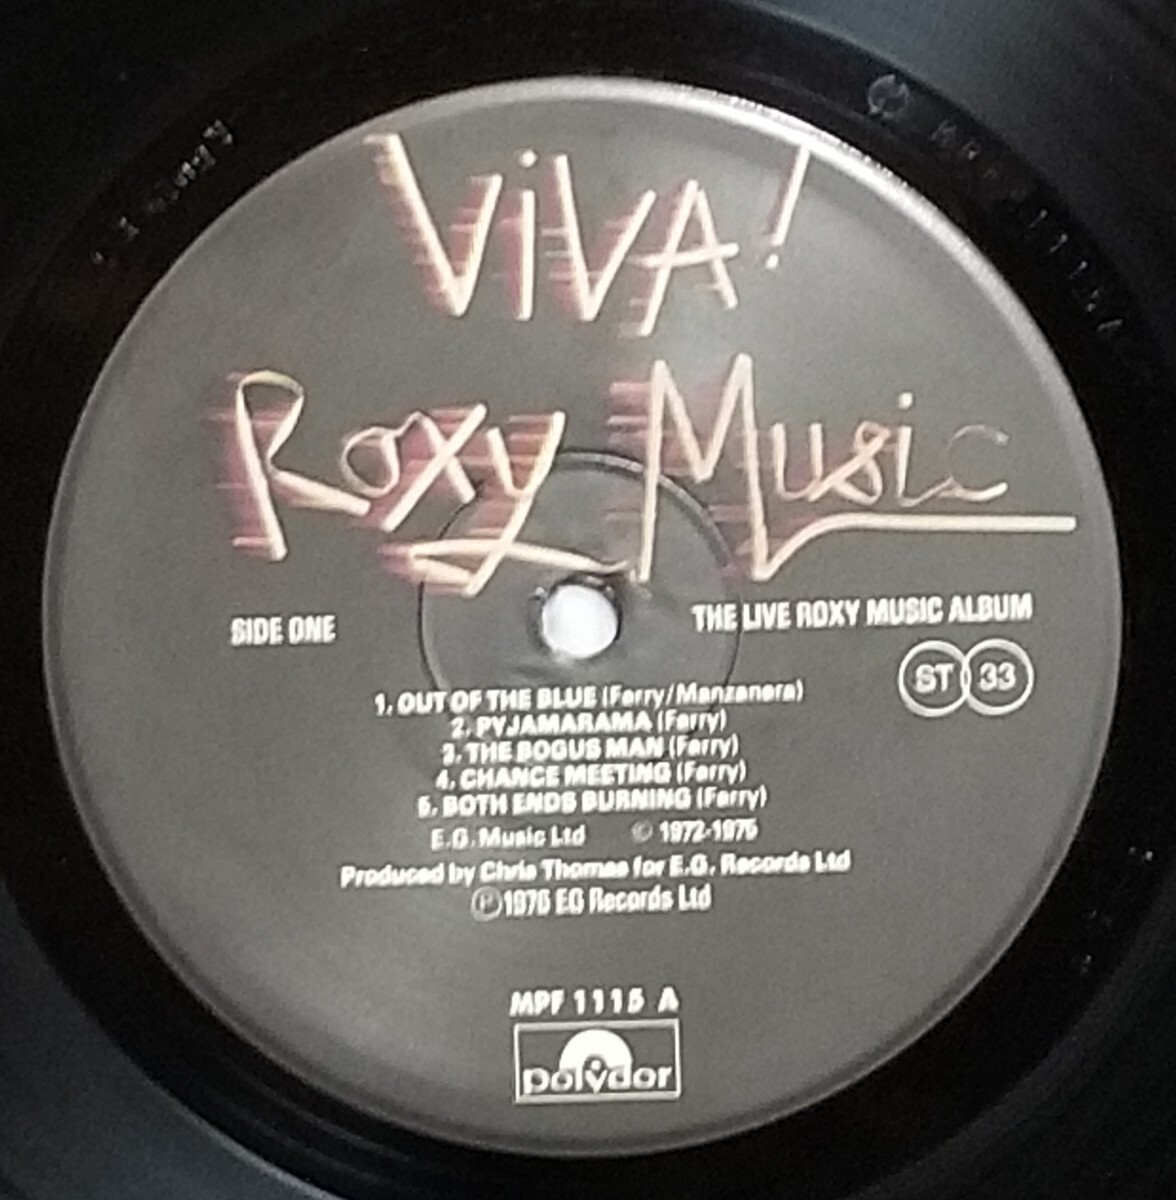 ViVA!
Roxy Music
SIDE ONE
THE LIVE ROXY MUSIC ALBUM
ST 33
1. OUT OF THE BLUE (Ferry/Manzanera)
2. PYJAMARAMA (Ferry)
3. THE BOGUS MAN (Ferry)
4. CHANCE MEETING (Ferry)
5. BOTH ENDS BURNING (Ferry)
E.G. Music Ltd © 1972-1975
Produced by Chris Thomas for E.G. Records Ltd
Ⓟ1976 EG Records Ltd
MPF 1115 A
polydor